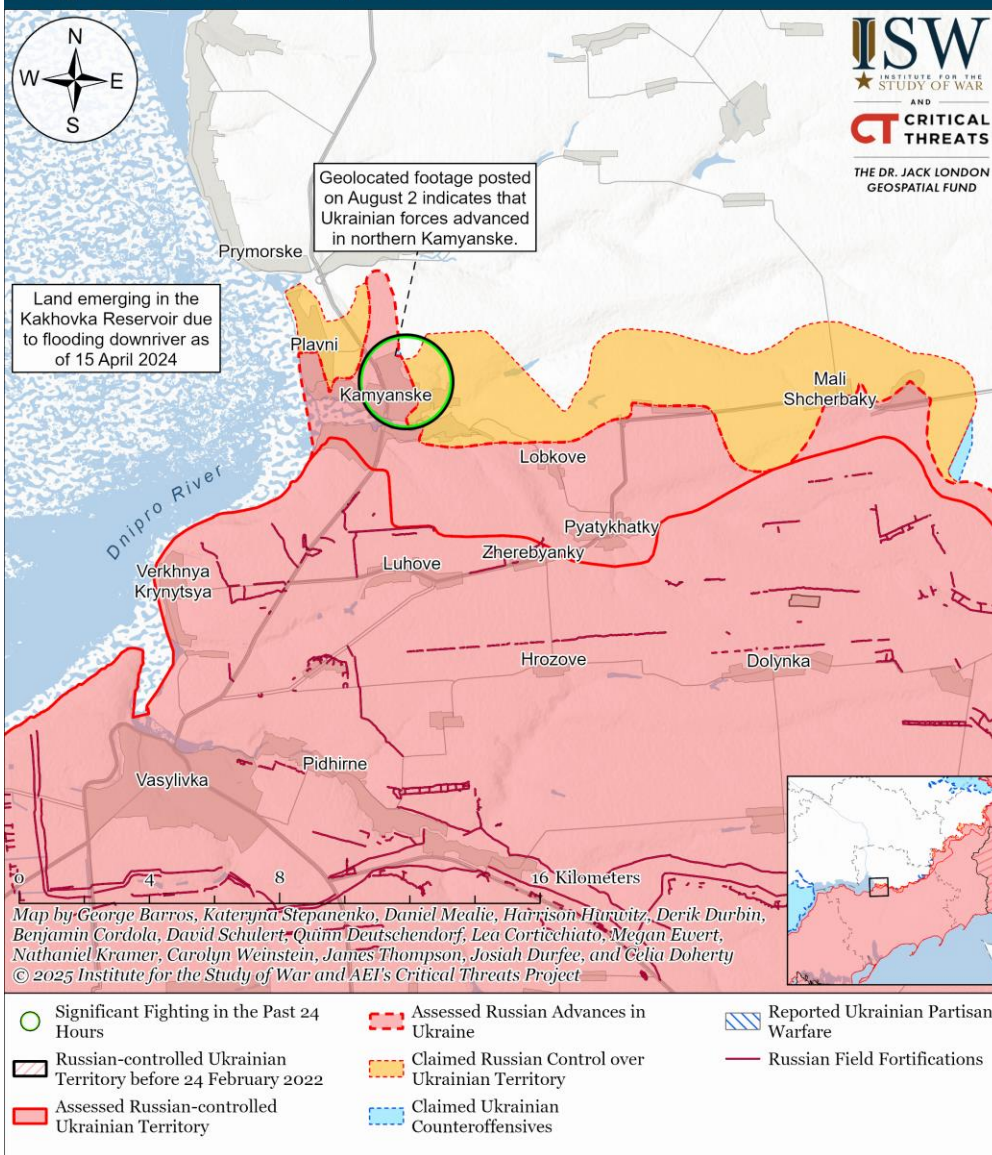 N
W
E
S
ISW
INSTITUTE FOR THE
STUDY OF WAR
AND
CT CRITICAL
THREATS
THE DR. JACK LONDON
GEOSPATIAL FUND
Geolocated footage posted
on August 2 indicates that
Ukrainian forces advanced
in northern Kamyanske.
Prymorske
Land emerging in the
Kakhovka Reservoir due
to flooding downriver as
of 15 April 2024
Plavni
Kamyanske
Mali
Shcherbaky
Lobkove
Dnipro River
Pyatykhatky
Zherebyanky
Luhove
Verkhnya
Krynytsya
Hrozove
Dolynka
Pidhirne
Vasylivka
0 4 8 16 Kilometers
Map by George Barros, Kateryna Stepanenko, Daniel Mealie, Harrison Hurwitz, Derik Durbin,
Benjamin Cordola, David Schulert, Quinn Deutschendorf, Lea Corticchiato, Megan Ewert,
Nathaniel Kramer, Carolyn Weinstein, James Thompson, Josiah Durfee, and Celia Doherty
© 2025 Institute for the Study of War and AEI's Critical Threats Project
Significant Fighting in the Past 24
Hours
Russian-controlled Ukrainian
Territory before 24 February 2022
Assessed Russian-controlled
Ukrainian Territory
Assessed Russian Advances in
Ukraine
Claimed Russian Control over
Ukrainian Territory
Claimed Ukrainian
Counteroffensives
Reported Ukrainian Partisan
Warfare
Russian Field Fortifications